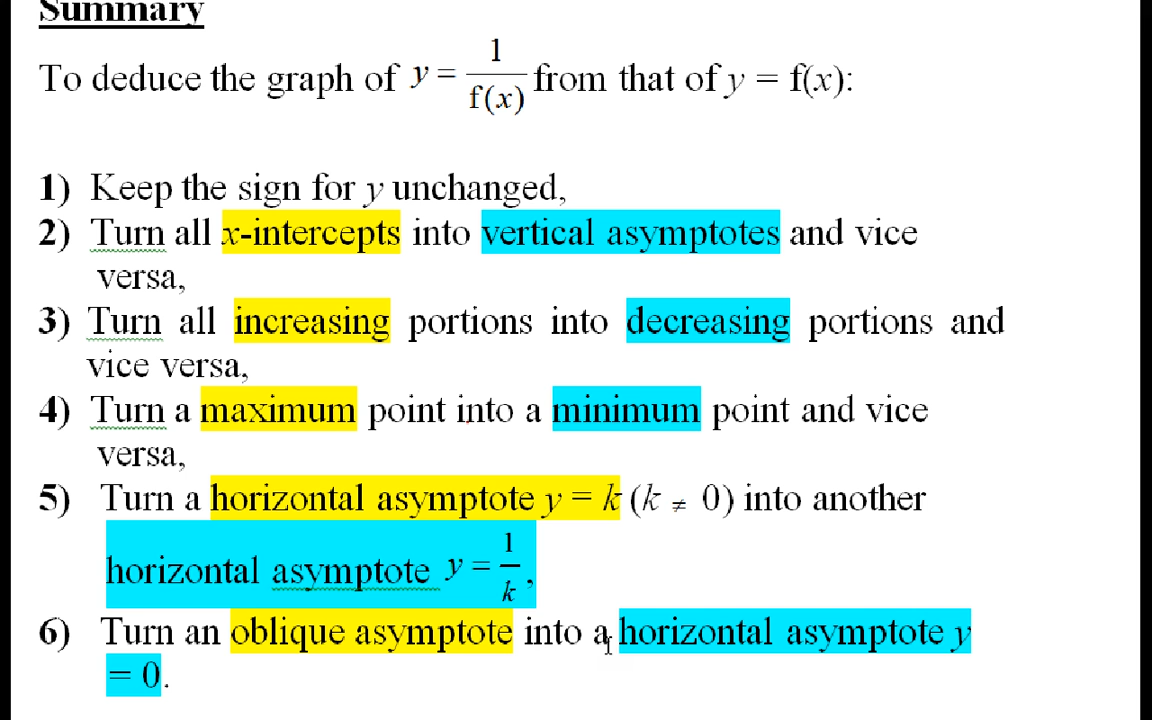 Summary
To deduce the graph of y = 1/f(x) from that of y = f(x):
1) Keep the sign for y unchanged,
2) Turn all x-intercepts into vertical asymptotes and vice
versa,
3) Turn all increasing portions into decreasing portions and
vice versa,
4) Turn a maximum point into a minimum point and vice
versa,
5) Turn a horizontal asymptote y = k (k ≠ 0) into another
horizontal asymptote y = 1/k,
6) Turn an oblique asymptote into a horizontal asymptote y
= 0.